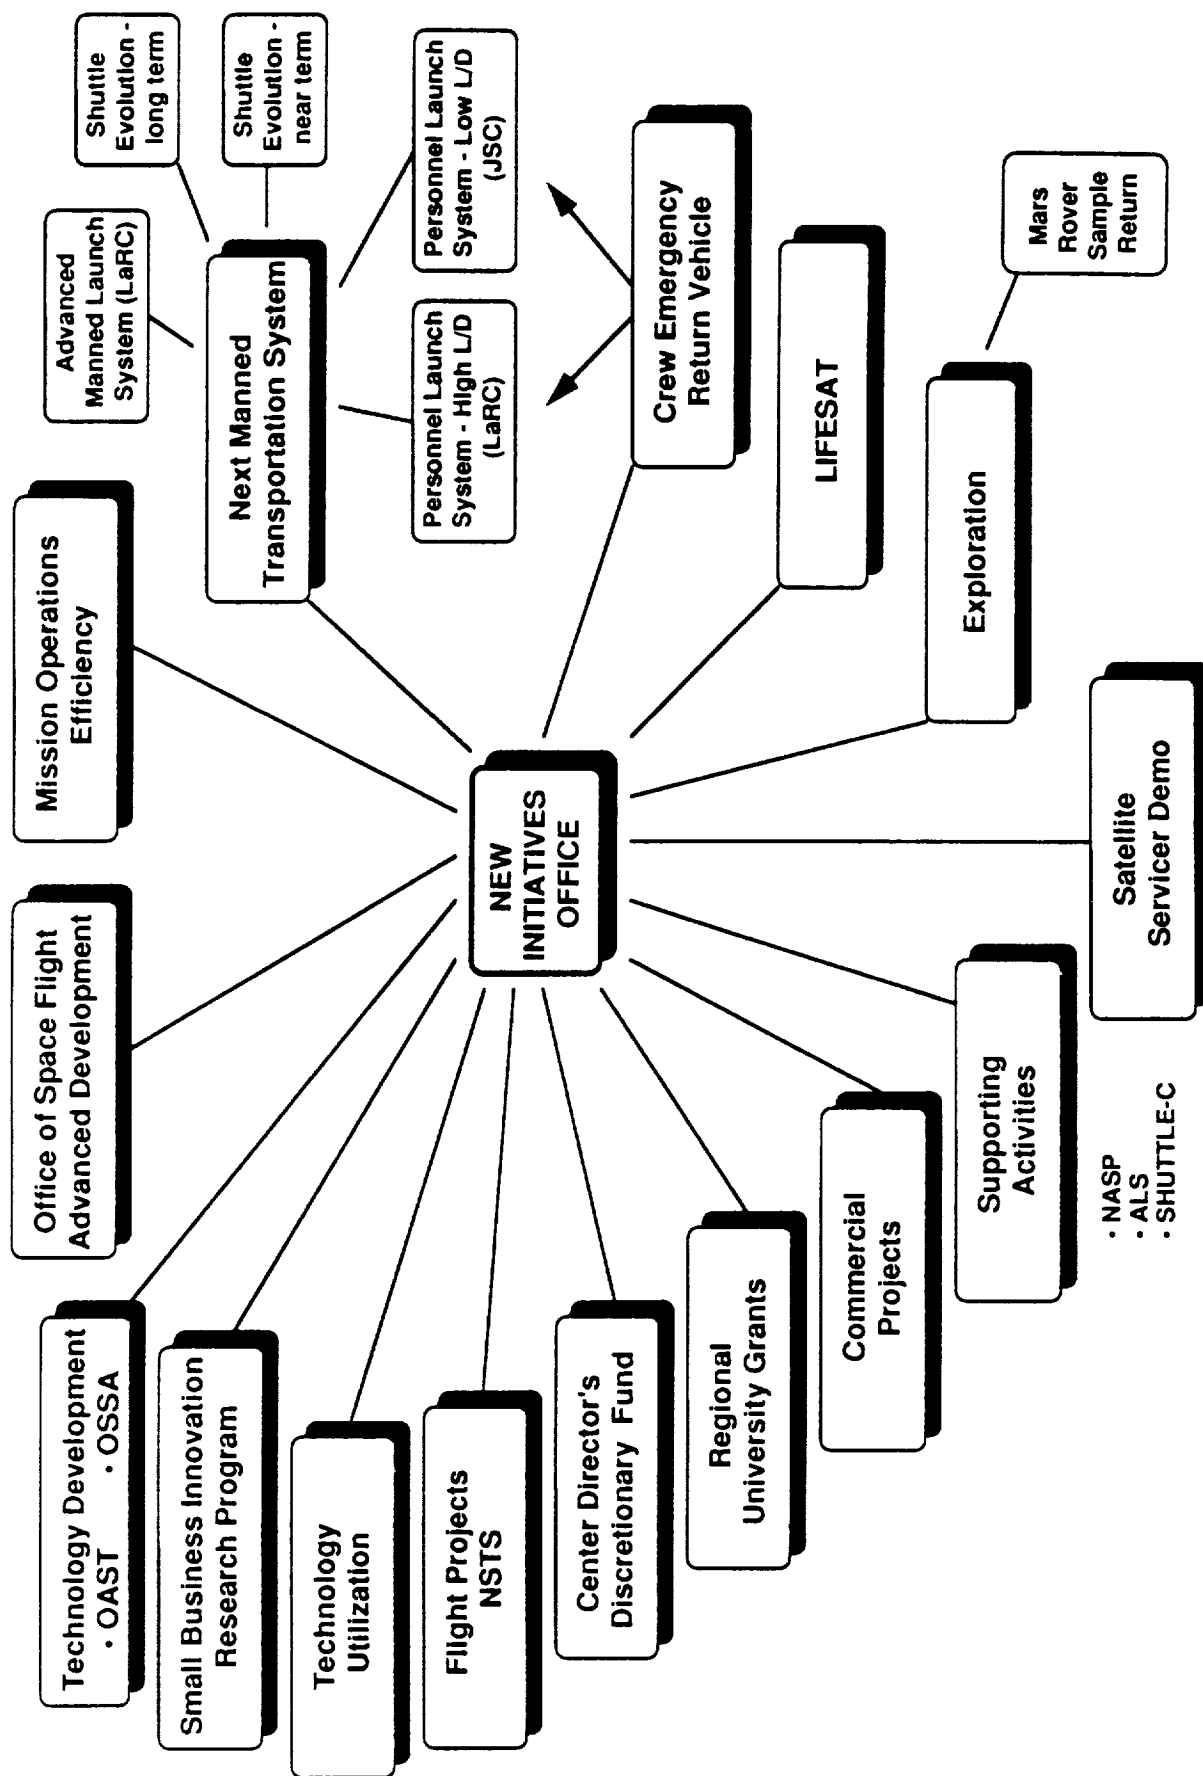 Technology Development
· OAST · OSSA
Office of Space Flight
Advanced Development
Mission Operations
Efficiency
Advanced
Manned Launch
System (LaRC)
Shuttle
Evolution -
long term
Shuttle
Evolution -
near term
Next Manned
Transportation System
Personnel Launch
System - High L/D
(LaRC)
Personnel Launch
System - Low L/D
(JSC)
Small Business Innovation
Research Program
Technology
Utilization
Flight Projects
NSTS
Center Director's
Discretionary Fund
Regional
University Grants
Commercial
Projects
Supporting
Activities
· NASP
· ALS
· SHUTTLE-C
NEW
INITIATIVES
OFFICE
Crew Emergency
Return Vehicle
LIFESAT
Exploration
Mars
Rover
Sample
Return
Satellite
Servicer Demo